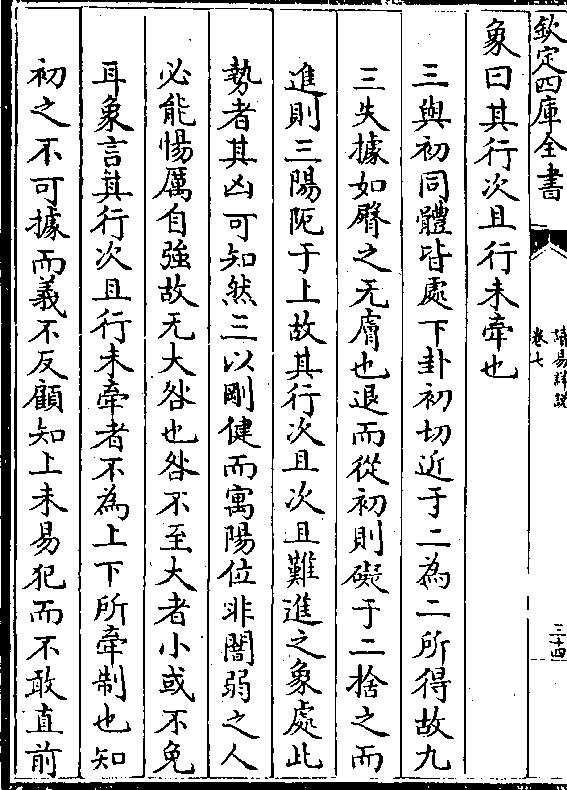 欽定四庫全書
讀易詳說
卷七
三十四
象曰其行次且行未牽也
三與初同體皆處下卦初切近于二為二所得故九
三失據如臀之无膚也退而從初則礙于二捨之而
進則三陽阨于上故其行次且次且難進之象處此
勢者其凶可知然三以剛健而寓陽位非闇弱之人
必能惕厲自強故无大咎也咎不至大者小或不免
耳象言其行次且行未牽者不為上下所牽制也知
初之不可據而義不反顧知上未易犯而不敢直前